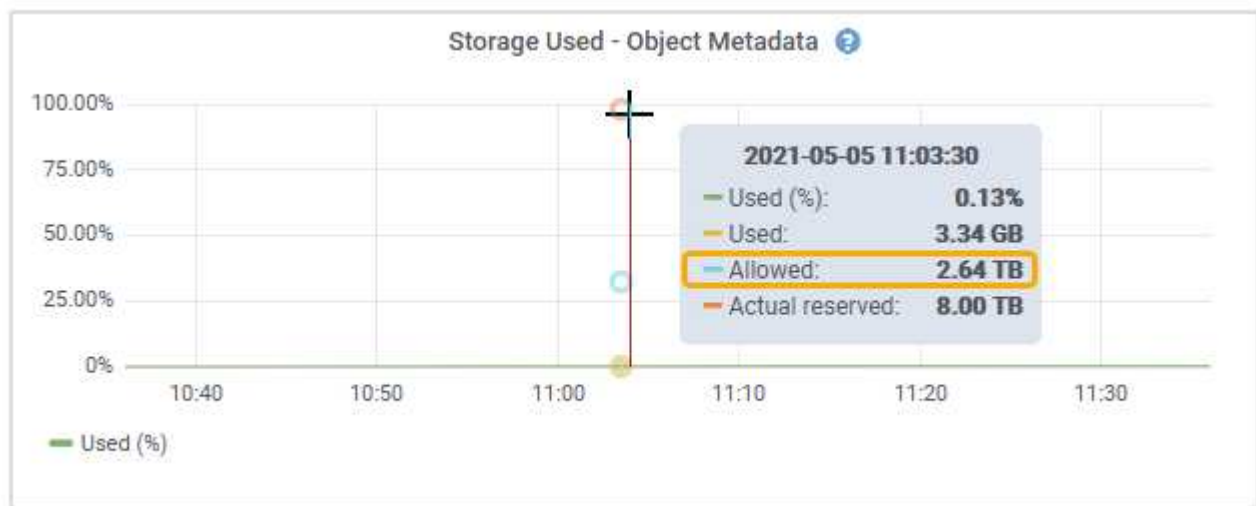 Storage Used - Object Metadata ?
100.00%
75.00%
50.00%
25.00%
0%
10:40 10:50 11:00 11:10 11:20 11:30
2021-05-05 11:03:30
Used (%): 0.13%
Used: 3.34 GB
Allowed: 2.64 TB
Actual reserved: 8.00 TB
Used (%)